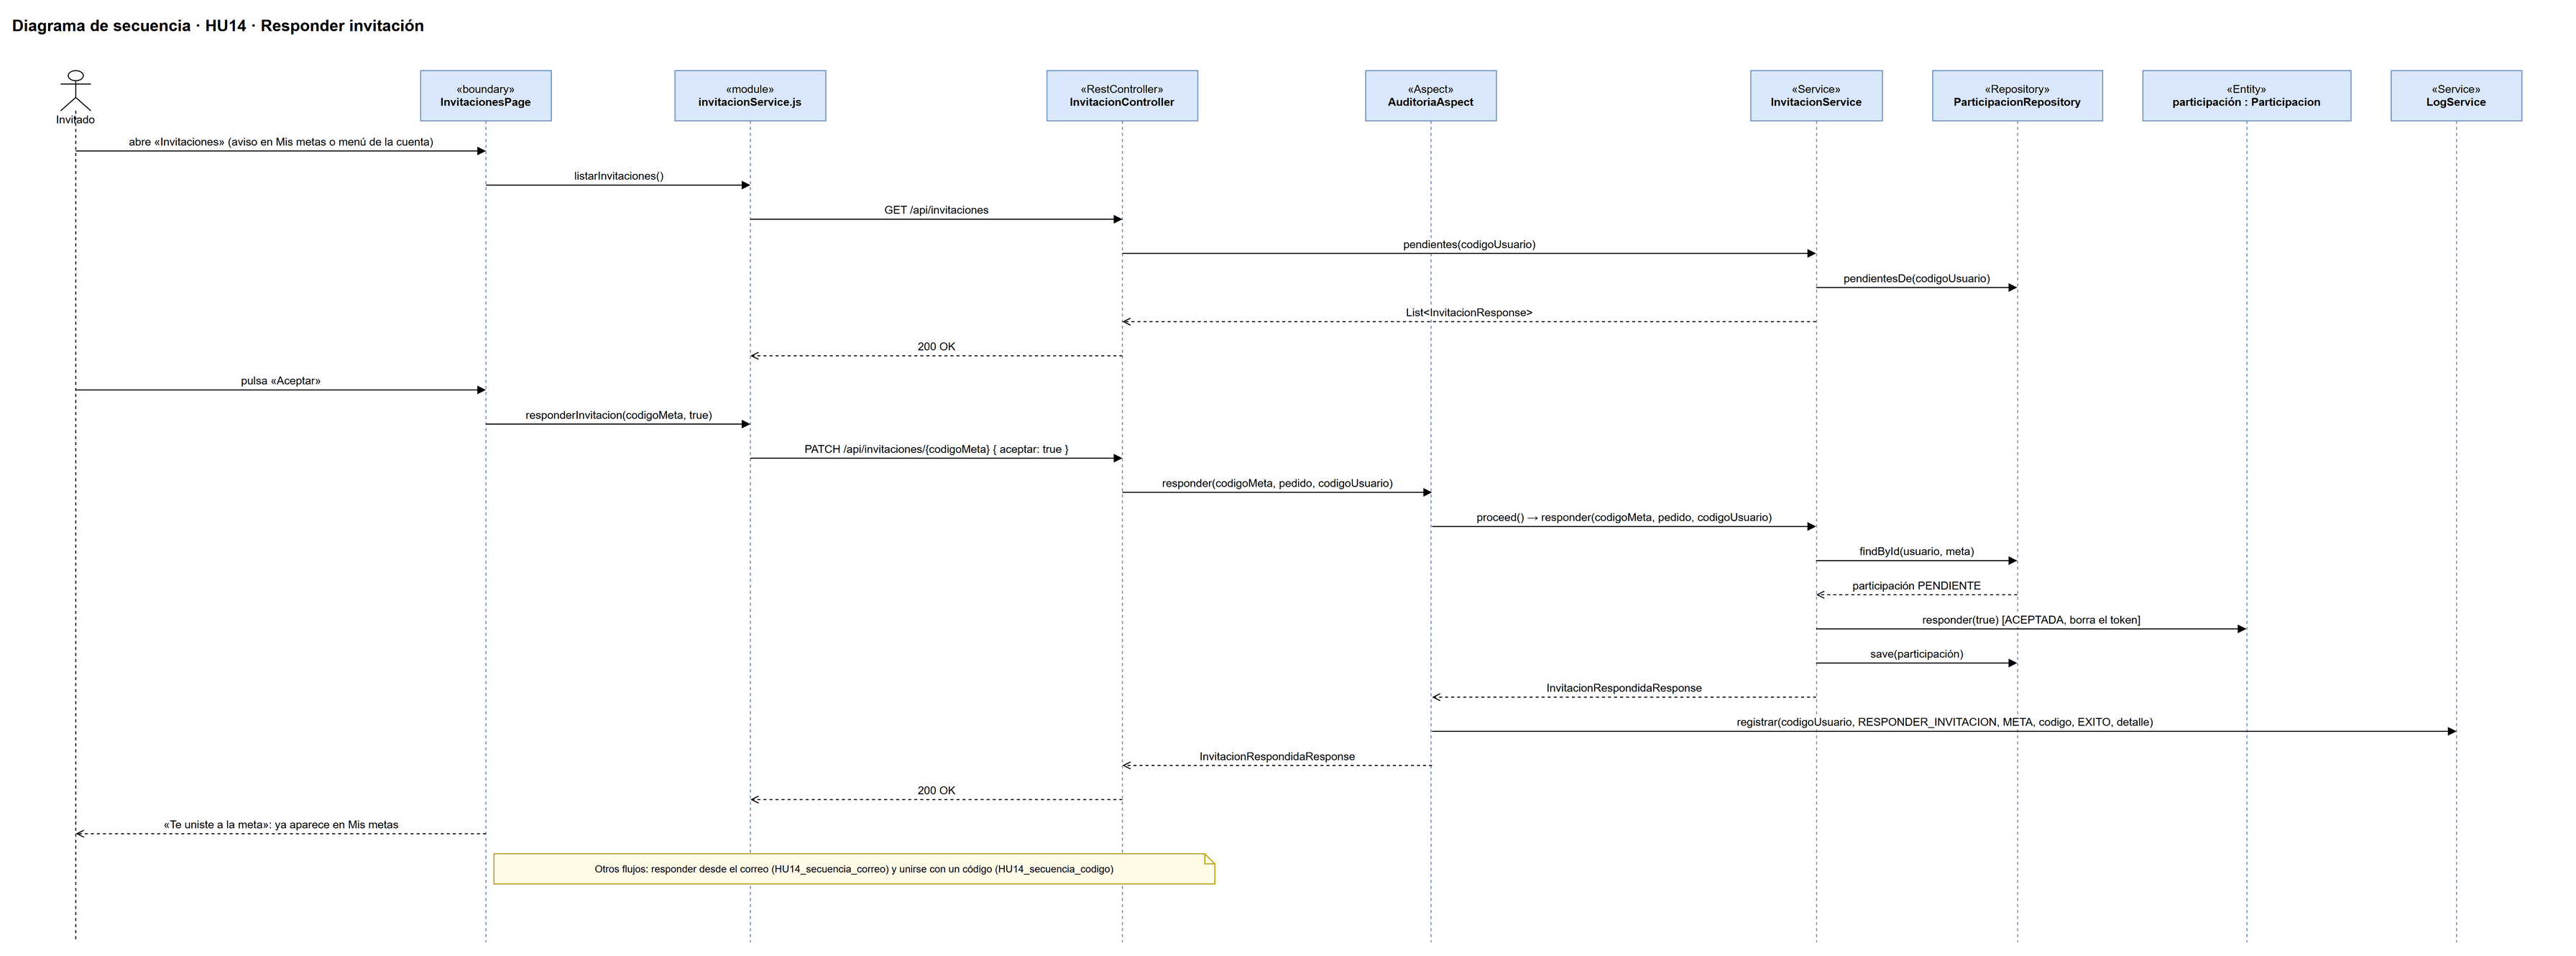 Diagrama de secuencia · HU14 · Responder invitación
Invitado
«boundary»
InvitacionesPage
«module»
invitacionService.js
«RestController»
InvitacionController
«Aspect»
AuditoriaAspect
«Service»
InvitacionService
«Repository»
ParticipacionRepository
«Entity»
participación : Participacion
«Service»
LogService
abre «Invitaciones» (aviso en Mis metas o menú de la cuenta)
listarInvitaciones()
GET /api/invitaciones
pendientes(codigoUsuario)
pendientesDe(codigoUsuario)
List<InvitacionResponse>
200 OK
pulsa «Aceptar»
responderInvitacion(codigoMeta, true)
PATCH /api/invitaciones/{codigoMeta} { aceptar: true }
responder(codigoMeta, pedido, codigoUsuario)
proceed() → responder(codigoMeta, pedido, codigoUsuario)
findById(usuario, meta)
participación PENDIENTE
responder(true) [ACEPTADA, borra el token]
save(participación)
InvitacionRespondidaResponse
registrar(codigoUsuario, RESPONDER_INVITACION, META, codigo, EXITO, detalle)
InvitacionRespondidaResponse
200 OK
«Te uniste a la meta»: ya aparece en Mis metas
Otros flujos: responder desde el correo (HU14_secuencia_correo) y unirse con un código (HU14_secuencia_codigo)